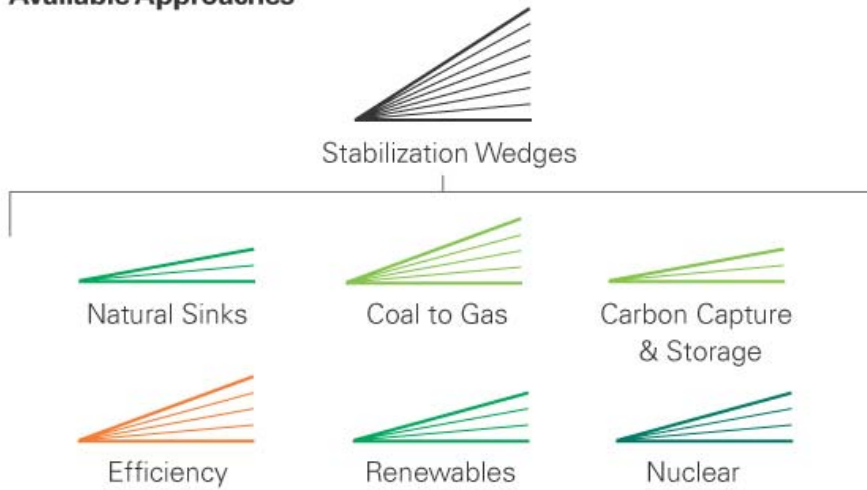 Available Approaches
Stabilization Wedges
Natural Sinks
Coal to Gas
Carbon Capture
& Storage
Efficiency
Renewables
Nuclear